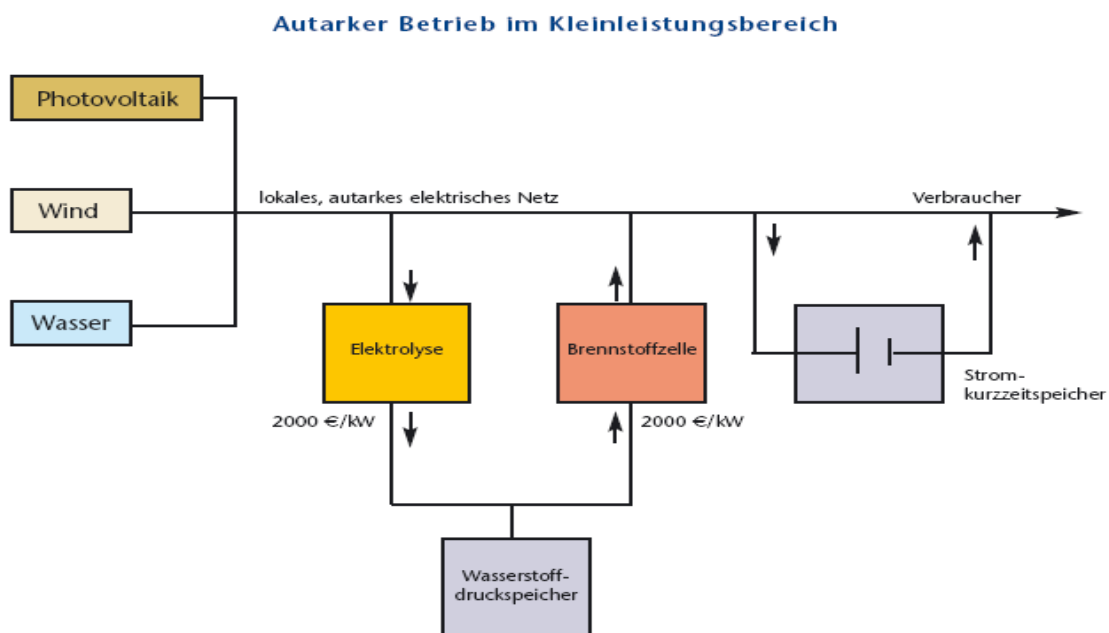 Autarker Betrieb im Kleinleistungsbereich
Photovoltaik
Wind
Wasser
lokales, autarkes elektrisches Netz
Verbraucher
Elektrolyse
Brennstoffzelle
Strom-
kurzzeitspeicher
2000 €/kW
2000 €/kW
Wasserstoff-
druckspeicher